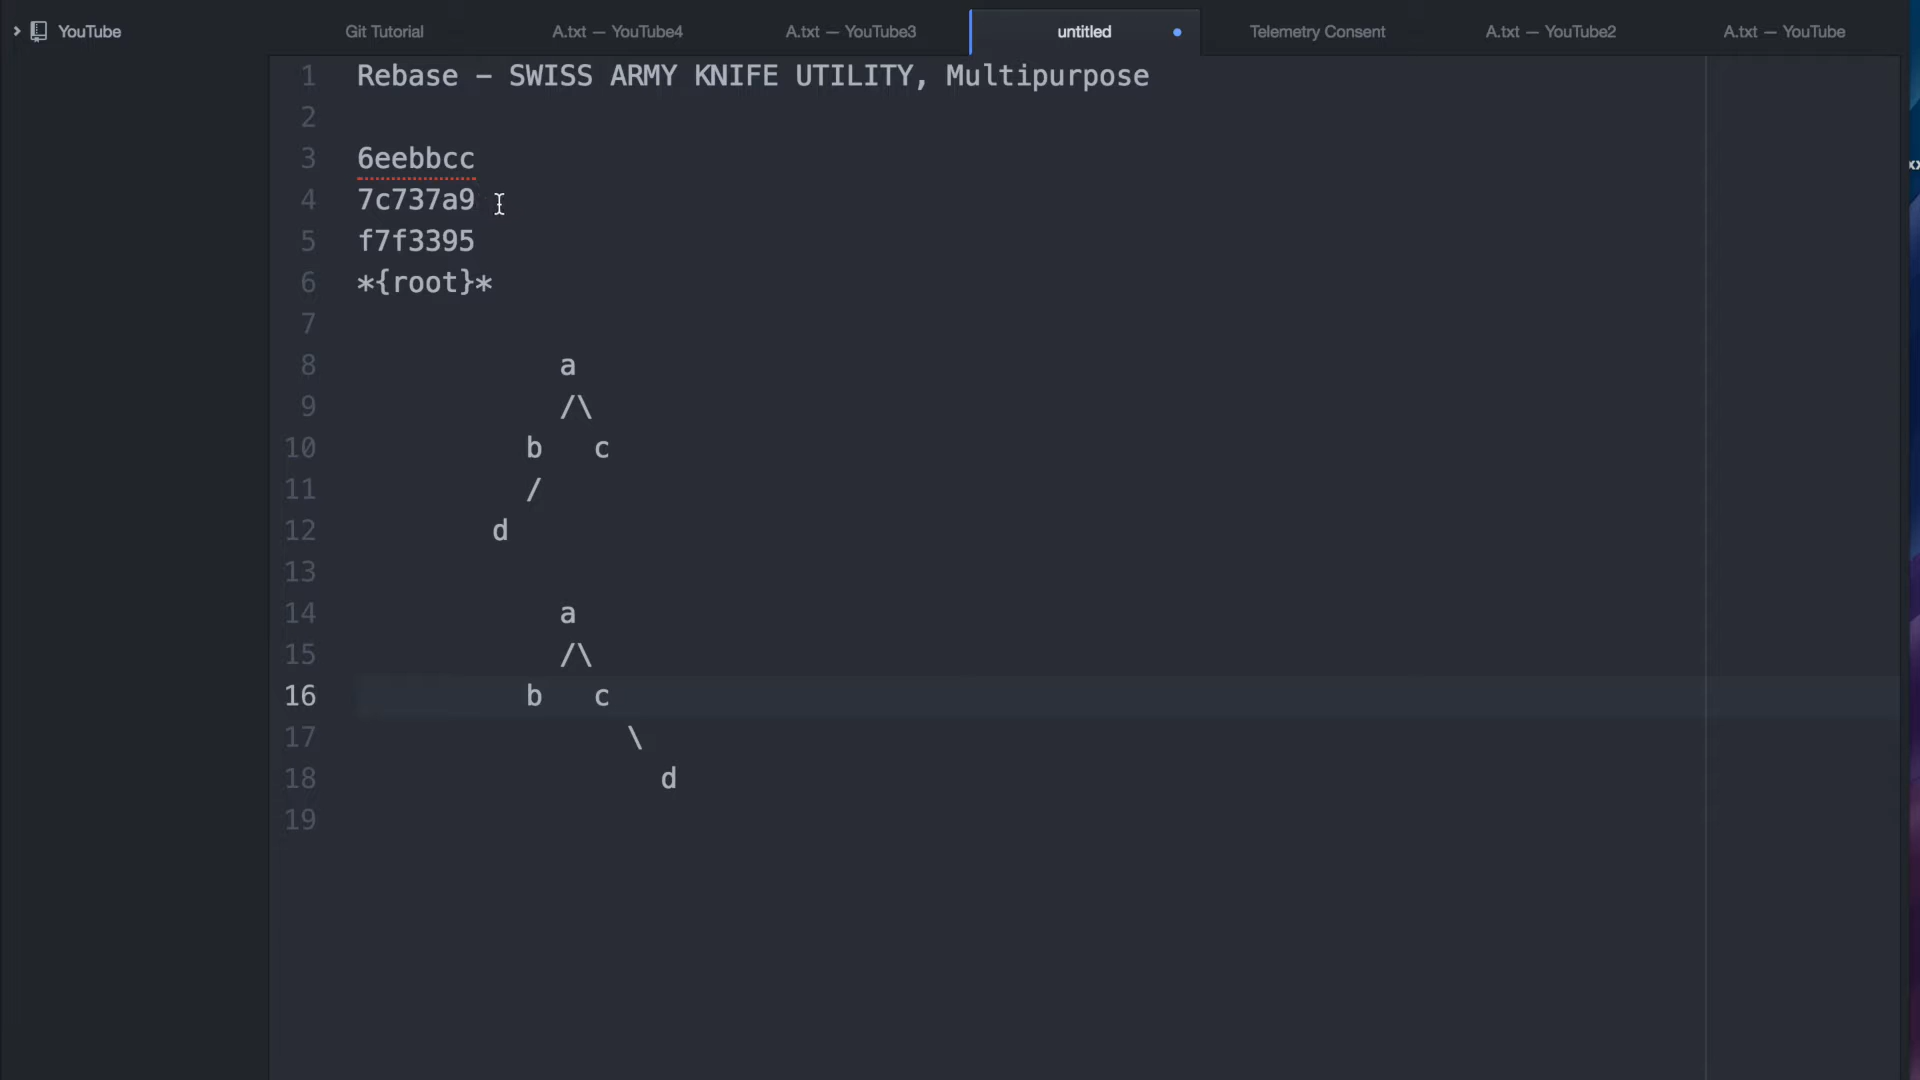 YouTube
Git Tutorial
A.txt — YouTube4
A.txt — YouTube3
untitled
Telemetry Consent
A.txt — YouTube2
A.txt — YouTube
1 Rebase – SWISS ARMY KNIFE UTILITY, Multipurpose
2
3 6eebbcc
4 7c737a9
5 f7f3395
6 *{root}*
7
8 a
9 /\
10 b c
11 /
12 d
13
14 a
15 /\
16 b c
17 \
18 d
19